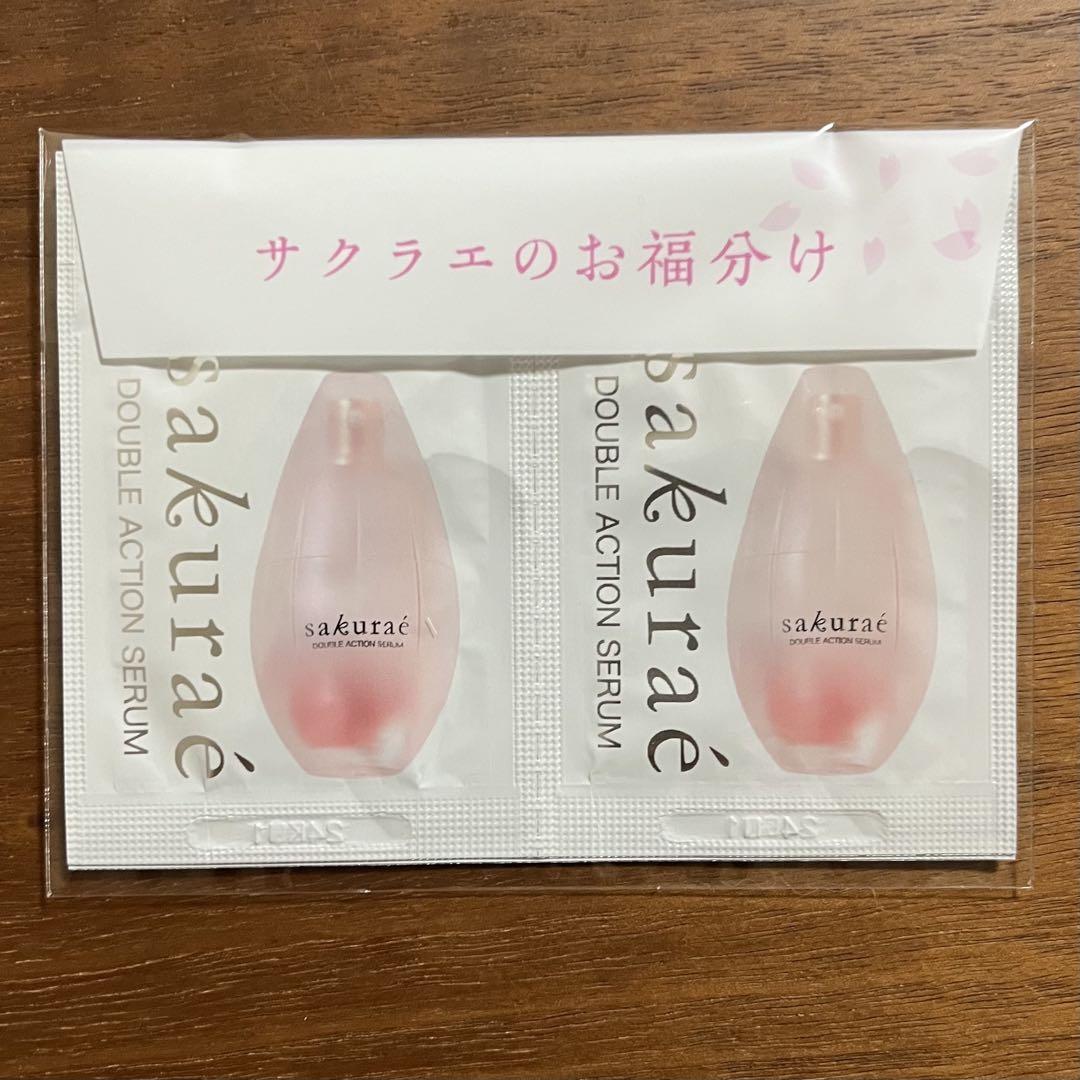 サクラエのお福分け
sakuraé
DOUBLE ACTION SERUM
sakuraé
DOUBLE ACTION SERUM
sakuraé
DOUBLE ACTION SERUM
sakuraé
DOUBLE ACTION SERUM